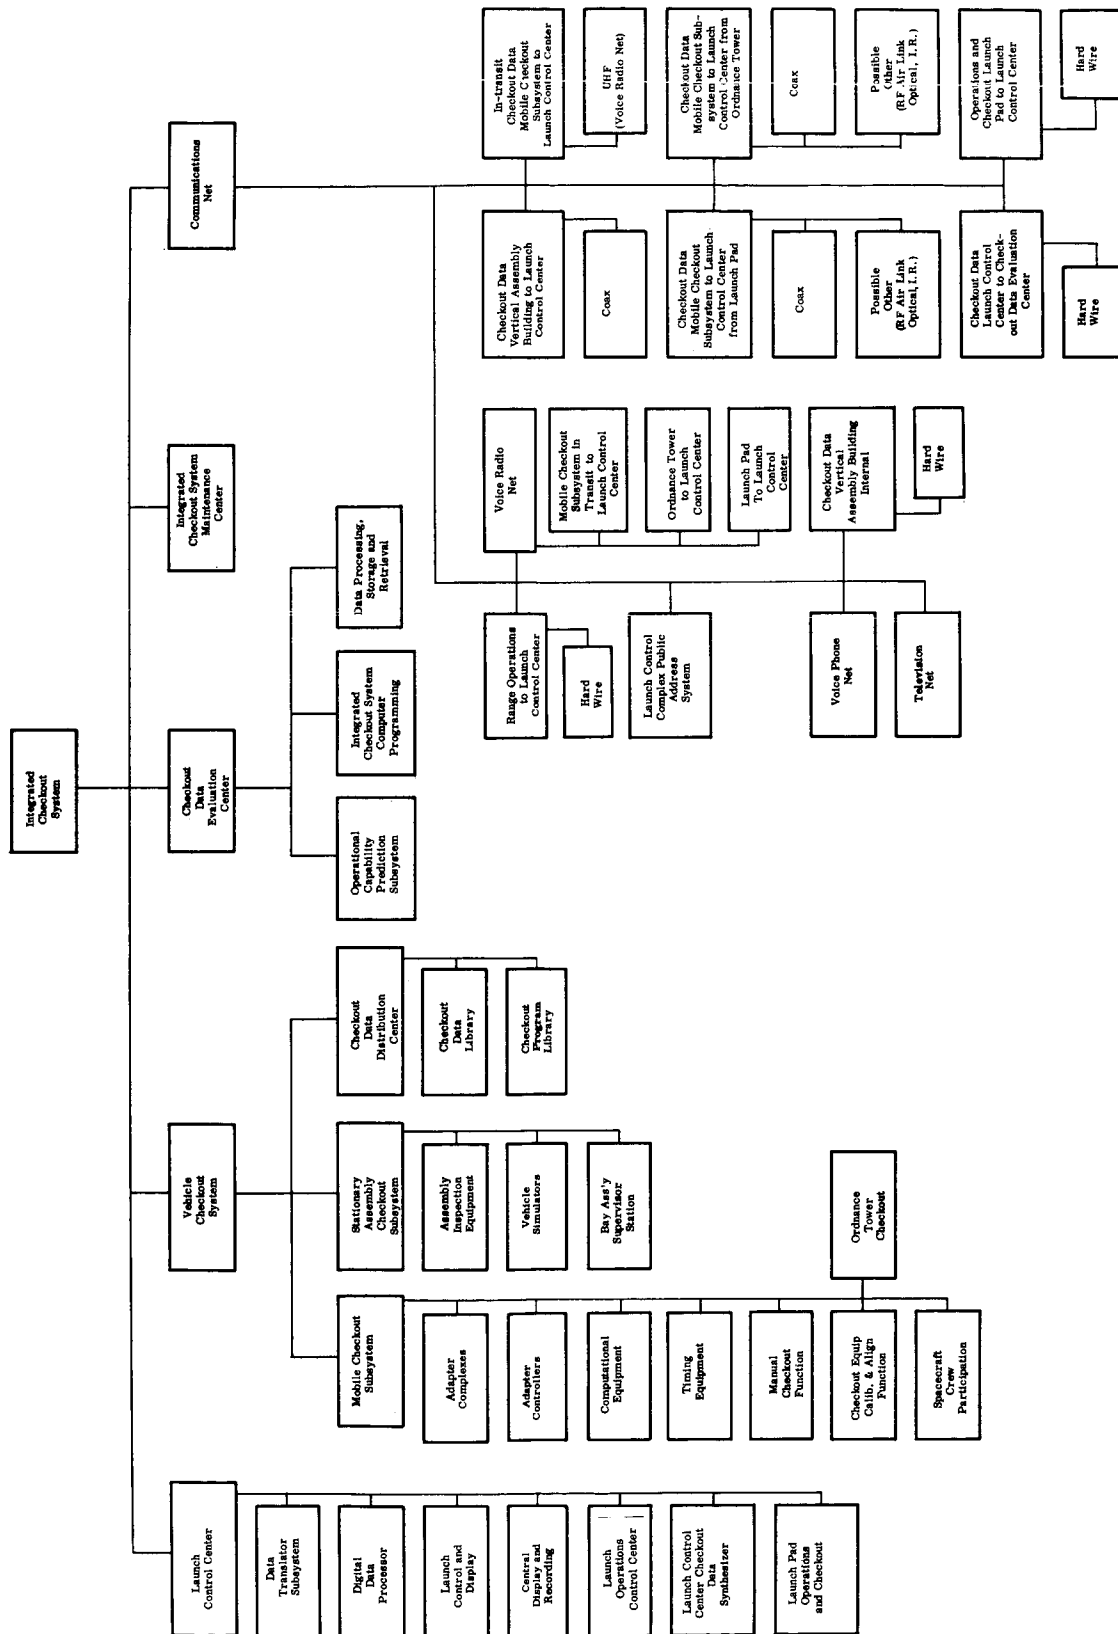 Integrated
Checkout
System
Launch
Control Center
Data
Translator
Subsystem
Digital
Data
Processor
Launch
Control and
Display
Central
Display and
Recording
Launch
Operations
Control Center
Launch Control
Center Checkout
Data
Synthesizer
Launch Pad
Operations
and Checkout
Vehicle
Checkout
System
Mobile Checkout
Subsystem
Adapter
Complexes
Adapter
Controllers
Computational
Equipment
Timing
Equipment
Manual
Checkout
Function
Checkout Equip
Calib. & Align
Function
Spacecraft
Crew
Participation
Ordnance
Tower
Checkout
Stationary
Assembly
Checkout
Subsystem
Assembly
Inspection
Equipment
Vehicle
Simulators
Bay Ass'y
Supervisor
Station
Checkout
Data
Distribution
Center
Checkout
Data
Library
Checkout
Program
Library
Checkout
Data
Evaluation
Center
Operational
Capability
Prediction
Subsystem
Integrated
Checkout System
Computer
Programming
Data Processing,
Storage and
Retrieval
Integrated
Checkout System
Maintenance
Center
Communications
Net
Range Operations
to Launch
Control Center
Hard
Wire
Launch Control
Complex Public
Address
System
Voice Phone
Net
Television
Net
Voice Radio
Net
Mobile Checkout
Subsystem in
Transit to
Launch Control
Center
Ordnance Tower
to Launch
Control Center
Launch Pad
To Launch
Control
Center
Checkout Data
Vertical
Assembly Building
Internal
Hard
Wire
Checkout Data
Vertical Assembly
Building to Launch
Control Center
Coax
Checkout Data
Mobile Checkout
Subsystem to Launch
Control Center
from Launch Pad
Coax
Possible
Other
(RF Air Link
Optical, I.R.)
Checkout Data
Launch Control
Center to Check-
out Data Evaluation
Center
Hard
Wire
In-transit
Checkout Data
Mobile Checkout
Subsystem to
Launch Control Center
UHF
(Voice Radio Net)
Checkout Data
Mobile Checkout Sub-
system to Launch
Control Center from
Ordnance Tower
Coax
Possible
Other
(RF Air Link
Optical, I.R.)
Operations and
Checkout Launch
Pad to Launch
Control Center
Hard
Wire